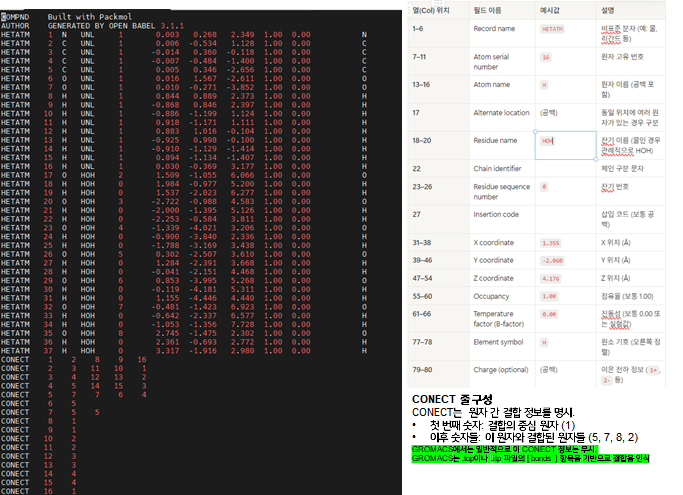 COMPND    Built with Packmol
AUTHOR    GENERATED BY OPEN BABEL 3.1.1
HETATM    1  N   UNL     1       0.003   0.268   2.349  1.00  0.00           N
HETATM    2  C   UNL     1       0.006  -0.534   1.128  1.00  0.00           C
HETATM    3  C   UNL     1      -0.014   0.360  -0.118  1.00  0.00           C
HETATM    4  C   UNL     1      -0.007  -0.484  -1.400  1.00  0.00           C
HETATM    5  C   UNL     1       0.005   0.346  -2.656  1.00  0.00           C
HETATM    6  O   UNL     1       0.016   1.567  -2.611  1.00  0.00           O
HETATM    7  O   UNL     1       0.010  -0.271  -3.852  1.00  0.00           O
HETATM    8  H   UNL     1       0.844   0.889   2.373  1.00  0.00           H
HETATM    9  H   UNL     1      -0.868   0.846   2.397  1.00  0.00           H
HETATM   10  H   UNL     1      -0.886  -1.199   1.124  1.00  0.00           H
HETATM   11  H   UNL     1       0.918  -1.171   1.111  1.00  0.00           H
HETATM   12  H   UNL     1       0.883   1.016  -0.104  1.00  0.00           H
HETATM   13  H   UNL     1      -0.925   0.998  -0.100  1.00  0.00           H
HETATM   14  H   UNL     1      -0.910  -1.129  -1.414  1.00  0.00           H
HETATM   15  H   UNL     1       0.894  -1.134  -1.407  1.00  0.00           H
HETATM   16  H   UNL     1       0.030  -0.369   3.177  1.00  0.00           H
HETATM   17  O   HOH     2       1.509  -1.055   6.066  1.00  0.00           O
HETATM   18  H   HOH     0       1.984  -0.977   5.200  1.00  0.00           H
HETATM   19  H   HOH     0       1.537  -2.023   6.277  1.00  0.00           H
HETATM   20  O   HOH     3      -2.722  -0.988   4.583  1.00  0.00           O
HETATM   21  H   HOH     0      -2.000  -1.395   5.126  1.00  0.00           H
HETATM   22  H   HOH     0      -2.253  -0.584   3.811  1.00  0.00           H
HETATM   23  O   HOH     4      -1.339  -4.021   3.206  1.00  0.00           O
HETATM   24  H   HOH     0      -0.900  -3.840   2.336  1.00  0.00           H
HETATM   25  H   HOH     0      -1.788  -3.169   3.438  1.00  0.00           H
HETATM   26  O   HOH     5       0.302  -2.507   3.610  1.00  0.00           O
HETATM   27  H   HOH     0       1.284  -2.391   3.668  1.00  0.00           H
HETATM   28  H   HOH     0      -0.041  -2.151   4.468  1.00  0.00           H
HETATM   29  O   HOH     6       0.853  -3.995   5.268  1.00  0.00           O
HETATM   30  H   HOH     0      -0.119  -4.181   5.311  1.00  0.00           H
HETATM   31  H   HOH     0       1.155  -4.446   4.440  1.00  0.00           H
HETATM   32  O   HOH     7      -0.481  -1.423   6.923  1.00  0.00           O
HETATM   33  H   HOH     0      -0.642  -2.337   6.577  1.00  0.00           H
HETATM   34  H   HOH     0      -1.053  -1.356   7.728  1.00  0.00           H
HETATM   35  O   HOH     8       2.745  -1.475   2.302  1.00  0.00           O
HETATM   36  H   HOH     0       2.361  -0.693   2.772  1.00  0.00           H
HETATM   37  H   HOH     0       3.317  -1.916   2.980  1.00  0.00           H
CONECT    1    2    8    9   16
CONECT    2    3   11   10    1
CONECT    3    4   12   13    2
CONECT    4    5   14   15    3
CONECT    5    7    7    6    4
CONECT    6    5
CONECT    7    5    5
CONECT    8    1
CONECT    9    1
CONECT   10    2
CONECT   11    2
CONECT   12    3
CONECT   13    3
CONECT   14    4
CONECT   15    4
CONECT   16    1
열(Col) 위치 필드 이름 예시값 설명
1–6 Record name HETATM 비표준 문자 (예: 물, 리간드 등)
7–11 Atom serial number 16 원자 고유 번호
13–16 Atom name H 원자 이름 (공백 포함)
17 Alternate location (공백) 동일 위치에 여러 원자가 있는 경우 구분
18–20 Residue name HOH 잔기 이름 (물인 경우 관례적으로 HOH)
22 Chain identifier 체인 구분 문자
23–26 Residue sequence number 0 잔기 번호
27 Insertion code 삽입 코드 (보통 공백)
31–38 X coordinate 1.355 X 위치 (Å)
39–46 Y coordinate -2.060 Y 위치 (Å)
47–54 Z coordinate 4.176 Z 위치 (Å)
55–60 Occupancy 1.00 점유율 (보통 1.00)
61–66 Temperature factor (B-factor) 0.00 진동성 (보통 0.00 또는 실험값)
77–78 Element symbol H 원소 기호 (오른쪽 정렬)
79–80 Charge (optional) (공백) 이온 전하 정보 (1+, 2- 등)
CONECT 줄 구성
CONECT는 원자 간 결합 정보를 명시.
• 첫 번째 숫자: 결합의 중심 원자 (1)
• 이후 숫자들: 이 원자와 결합된 원자들 (5, 7, 8, 2)
GROMACS에서는 일반적으로 이 CONECT 정보는 무시.
GROMACS는 .top이나 .itp 파일의 [ bonds ] 항목을 기반으로 결합을 인식